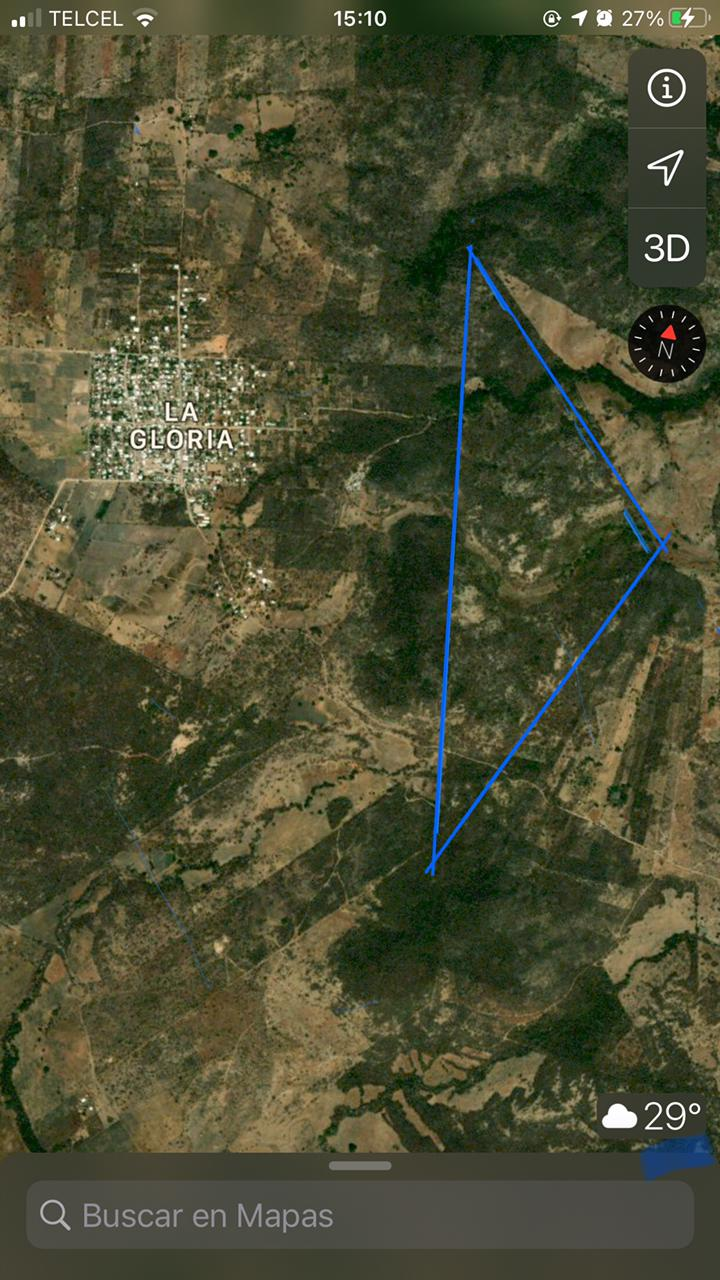 TELCEL 15:10 27%
3D
N
LA
GLORIA
29°
Buscar en Mapas